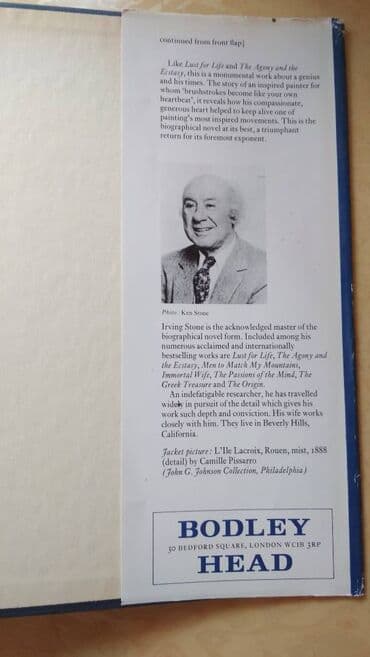 continued from front flap]
Like Lust for Life and The Agony and the
Ecstasy, this is a monumental work about a genius
and his times. The story of an inspired painter for
whom 'brushstrokes become like your own
heartbeat', it reveals how his compassionate,
generous heart helped to keep alive one of
painting's most inspired movements. This is the
biographical novel at its best, a triumphant
return for its foremost exponent.
Photo: Ken Stone
Irving Stone is the acknowledged master of the
biographical novel form. Included among his
numerous acclaimed and internationally
bestselling works are Lust for Life, The Agony and
the Ecstasy, Men to Match My Mountains,
Immortal Wife, The Passions of the Mind, The
Greek Treasure and The Origin.
An indefatigable researcher, he has travelled
widely in pursuit of the detail which gives his
work such depth and conviction. His wife works
closely with him. They live in Beverly Hills,
California.
Jacket picture: L'Ile Lacroix, Rouen, mist, 1888
(detail) by Camille Pissarro
(John G. Johnson Collection, Philadelphia)
BODLEY
30 BEDFORD SQUARE, LONDON WC1B 3RP
HEAD